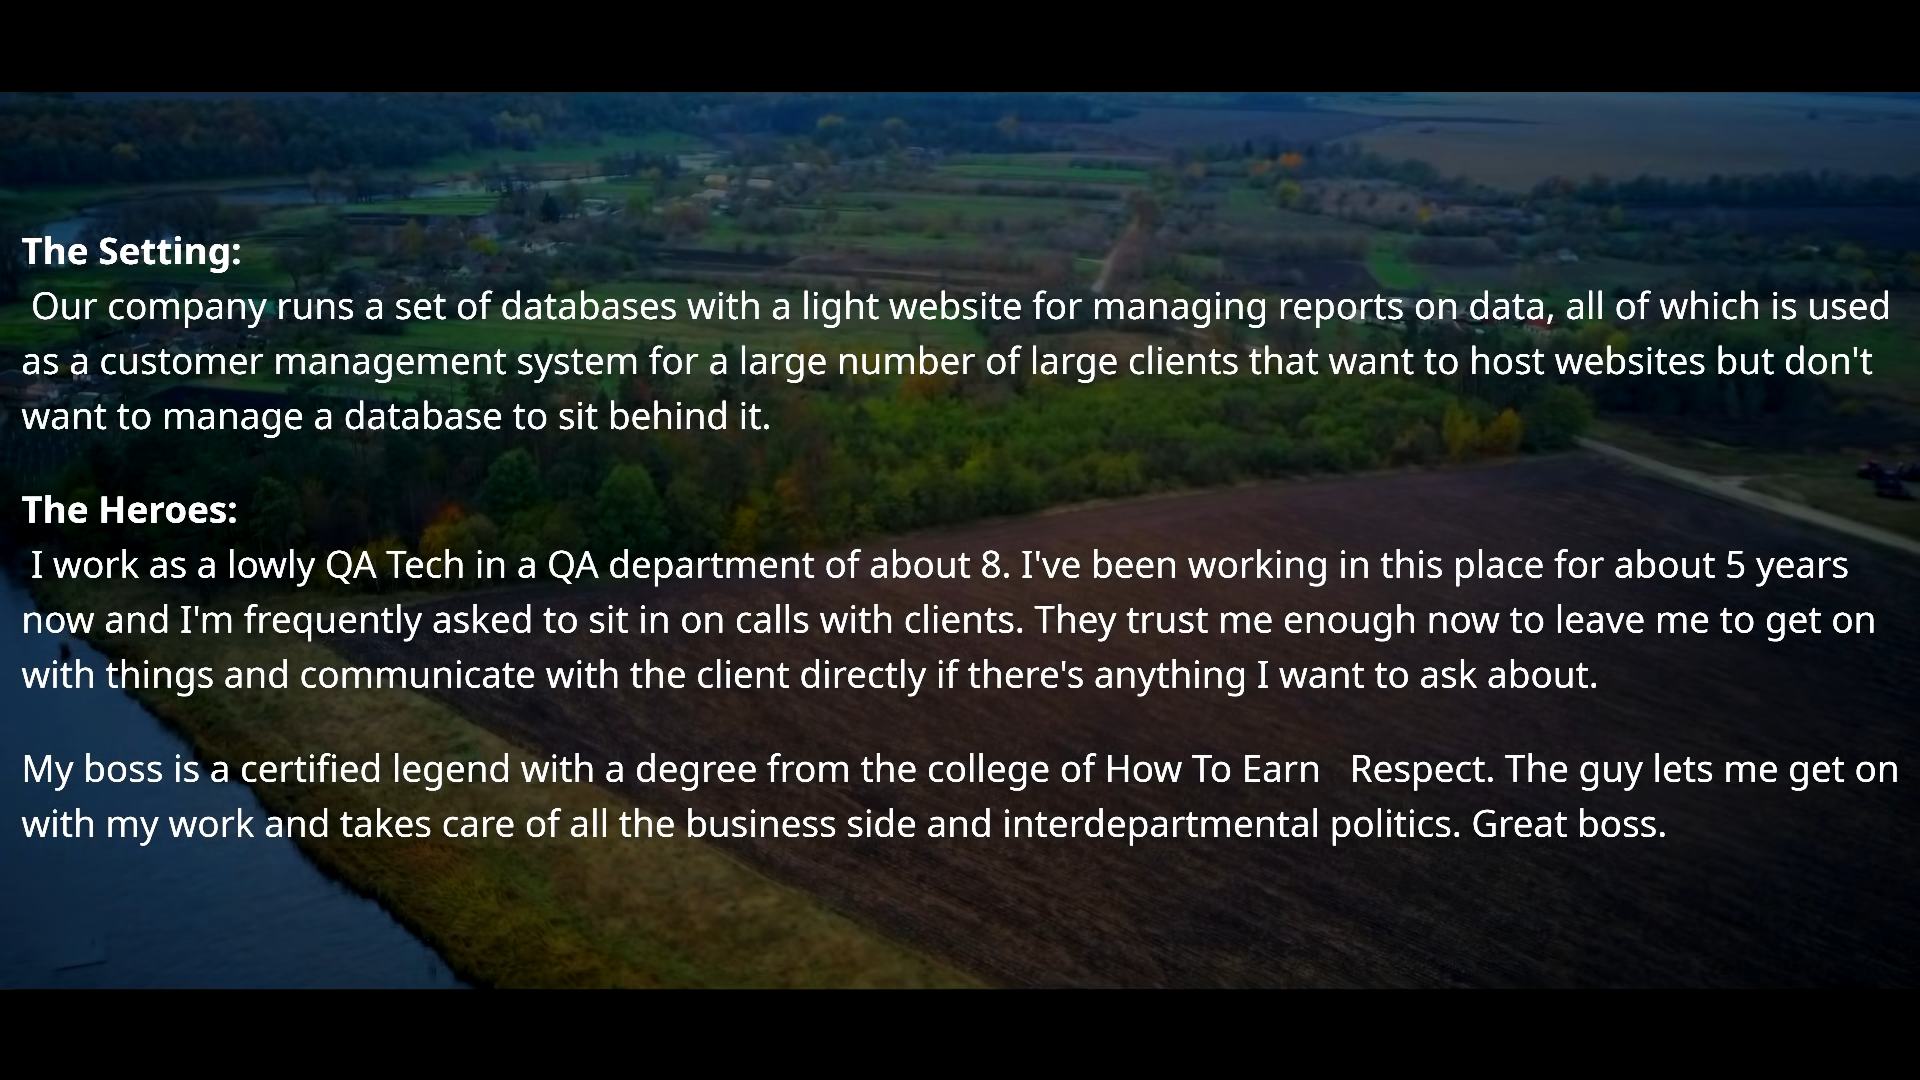 The Setting:
Our company runs a set of databases with a light website for managing reports on data, all of which is used
as a customer management system for a large number of large clients that want to host websites but don't
want to manage a database to sit behind it.
The Heroes:
I work as a lowly QA Tech in a QA department of about 8. I've been working in this place for about 5 years
now and I'm frequently asked to sit in on calls with clients. They trust me enough now to leave me to get on
with things and communicate with the client directly if there's anything I want to ask about.
My boss is a certified legend with a degree from the college of How To Earn   Respect. The guy lets me get on
with my work and takes care of all the business side and interdepartmental politics. Great boss.